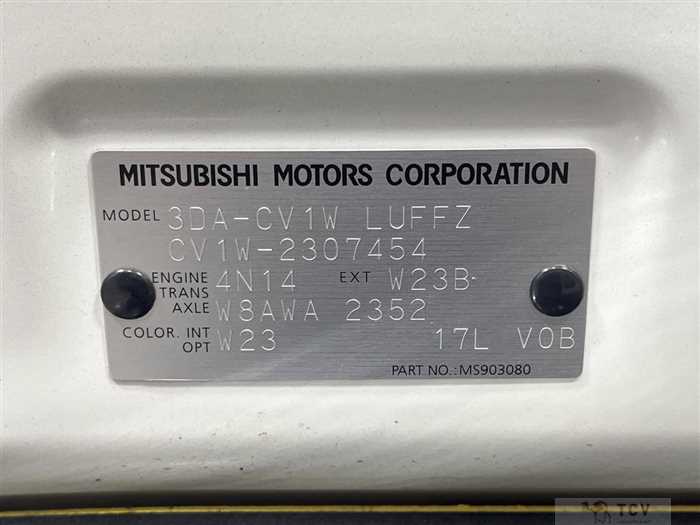 MITSUBISHI MOTORS CORPORATION
MODEL 3DA-CV1W LUFFZ
CV1W-2307454
ENGINE 4N14 EXT W23B
TRANS
AXLE W8AWA 2352
COLOR. INT W23 17L V0B
OPT
PART NO.:MS903080
TCV